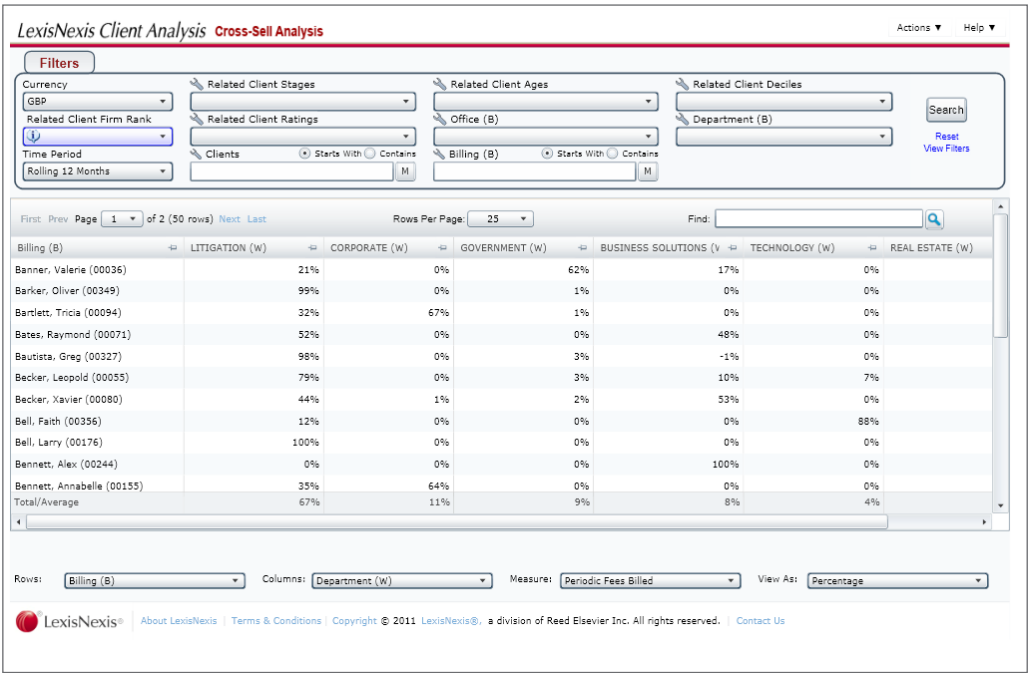 LexisNexis Client Analysis Cross-Sell Analysis Actions ▼ Help ▼
Filters
Currency Related Client Stages Related Client Ages Related Client Deciles
GBP
Search
Related Client Firm Rank Related Client Ratings Office (B) Department (B)
Reset
Time Period Clients Starts With Contains Billing (B) Starts With Contains View Filters
Rolling 12 Months M M
First Prev Page 1 of 2 (50 rows) Next Last Rows Per Page: 25 Find:
Billing (B) LITIGATION (W) CORPORATE (W) GOVERNMENT (W) BUSINESS SOLUTIONS (V TECHNOLOGY (W) REAL ESTATE (W)
Banner, Valerie (00036) 21% 0% 62% 17% 0%
Barker, Oliver (00349) 99% 0% 1% 0% 0%
Bartlett, Tricia (00094) 32% 67% 1% 0% 0%
Bates, Raymond (00071) 52% 0% 0% 48% 0%
Bautista, Greg (00327) 98% 0% 3% -1% 0%
Becker, Leopold (00055) 79% 0% 3% 10% 7%
Becker, Xavier (00080) 44% 1% 2% 53% 0%
Bell, Faith (00356) 12% 0% 0% 0% 88%
Bell, Larry (00176) 100% 0% 0% 0% 0%
Bennett, Alex (00244) 0% 0% 0% 100% 0%
Bennett, Annabelle (00155) 35% 64% 0% 0% 0%
Total/Average 67% 11% 9% 8% 4%
Rows: Billing (B) Columns: Department (W) Measure: Periodic Fees Billed View As: Percentage
LexisNexis® About LexisNexis | Terms & Conditions | Copyright © 2011 LexisNexis®, a division of Reed Elsevier Inc. All rights reserved. | Contact Us